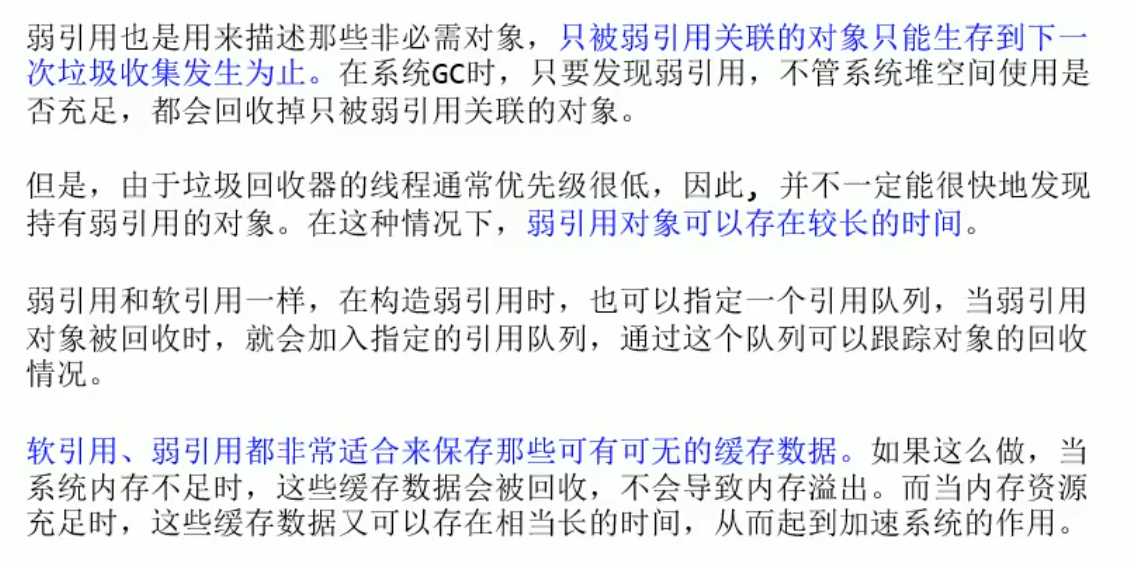 弱引用也是用来描述那些非必需对象，只被弱引用关联的对象只能生存到下一
次垃圾收集发生为止。在系统GC时，只要发现弱引用，不管系统堆空间使用是
否充足，都会回收掉只被弱引用关联的对象。
但是，由于垃圾回收器的线程通常优先级很低，因此，并不一定能很快地发现
持有弱引用的对象。在这种情况下，弱引用对象可以存在较长的时间。
弱引用和软引用一样，在构造弱引用时，也可以指定一个引用队列，当弱引用
对象被回收时，就会加入指定的引用队列，通过这个队列可以跟踪对象的回收
情况。
软引用、弱引用都非常适合来保存那些可有可无的缓存数据。如果这么做，当
系统内存不足时，这些缓存数据会被回收，不会导致内存溢出。而当内存资源
充足时，这些缓存数据又可以存在相当长的时间，从而起到加速系统的作用。